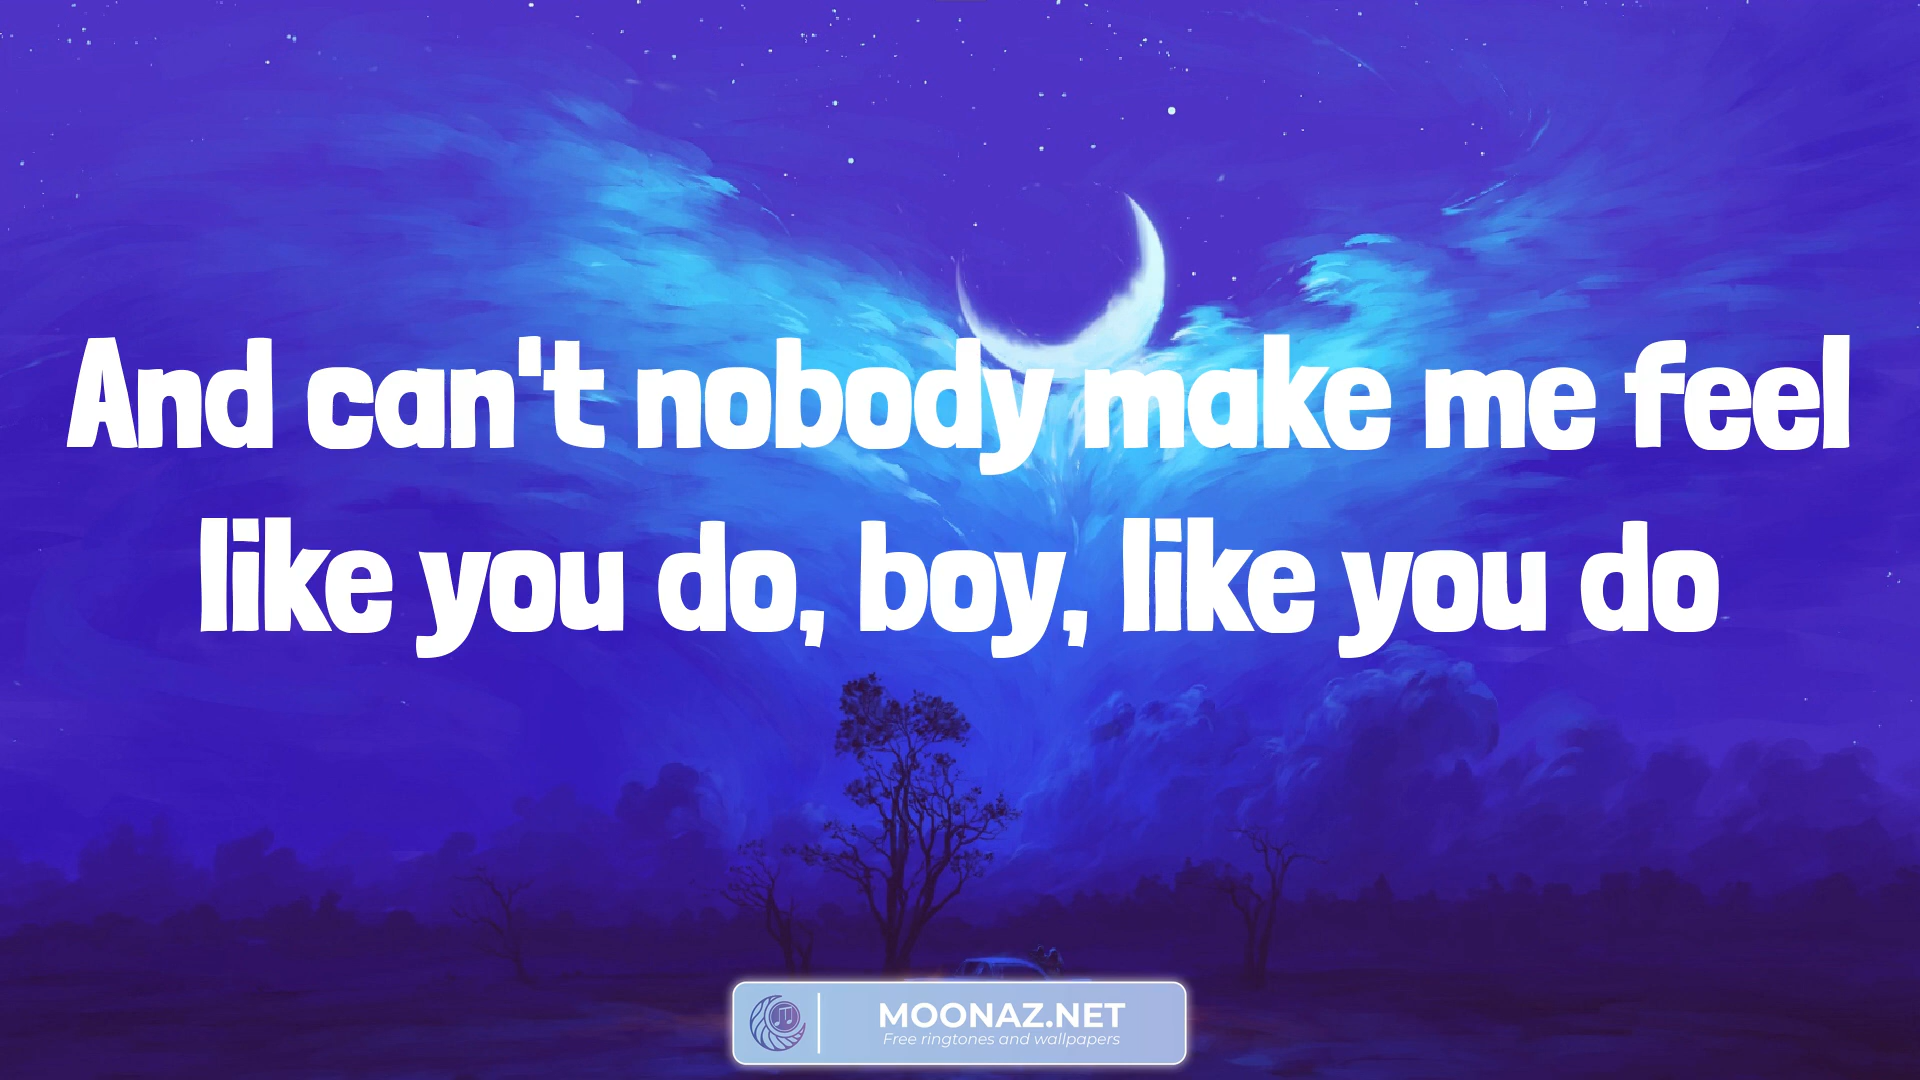 And can't nobody make me feel
like you do, boy, like you do
MOONAZ.NET
Free ringtones and wallpapers